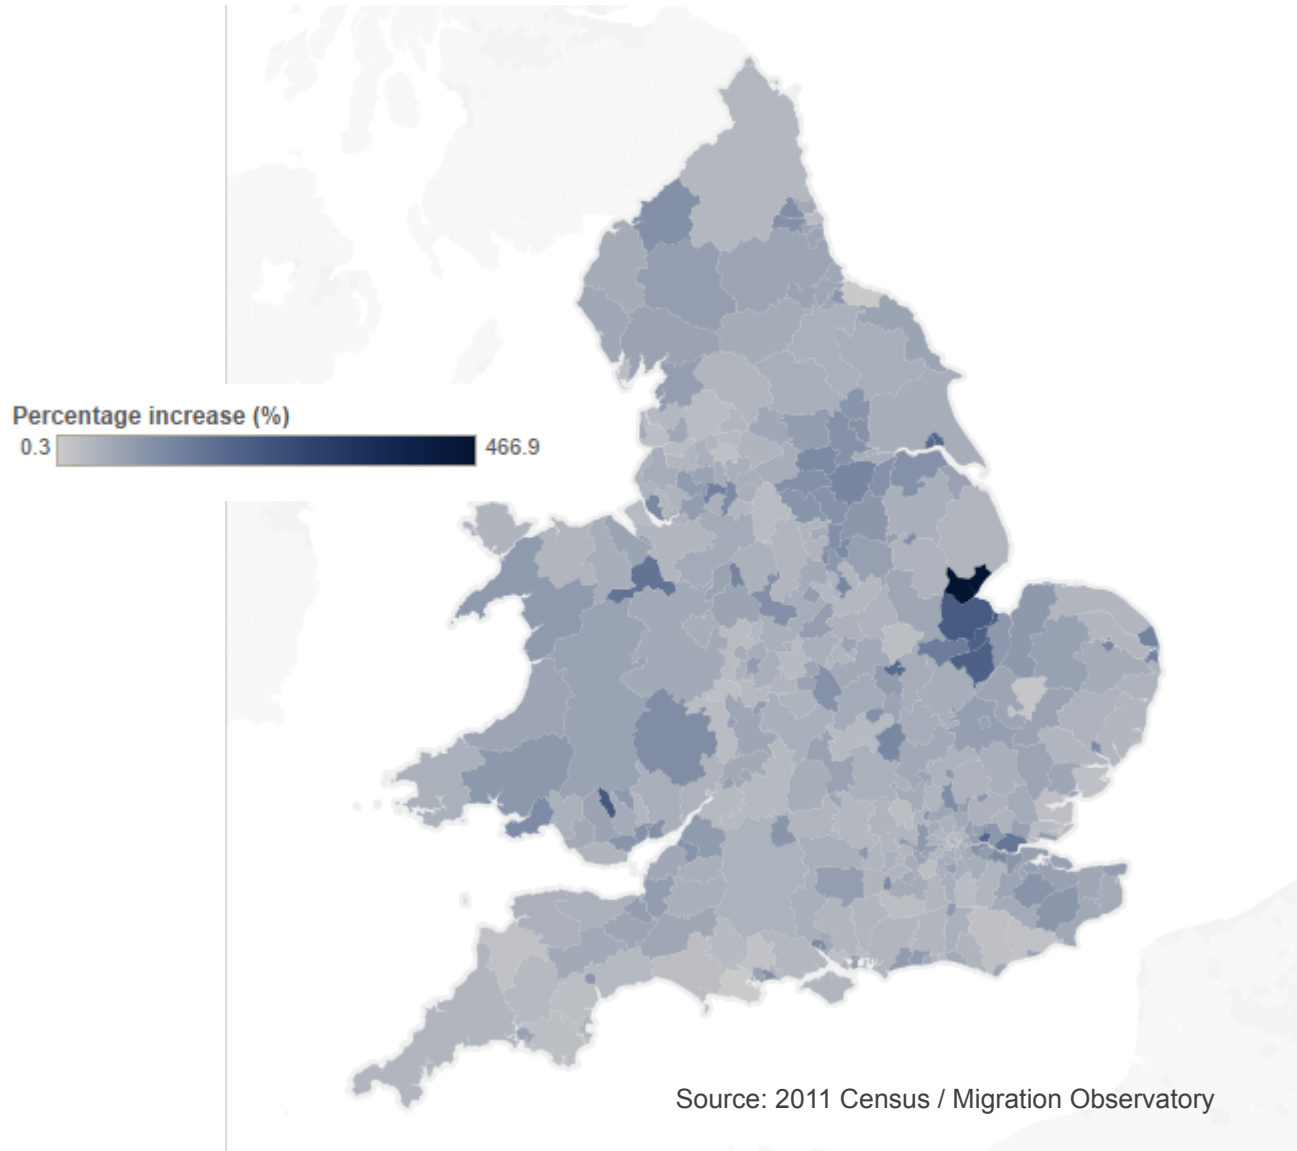 Percentage increase (%)
0.3 466.9
Source: 2011 Census / Migration Observatory